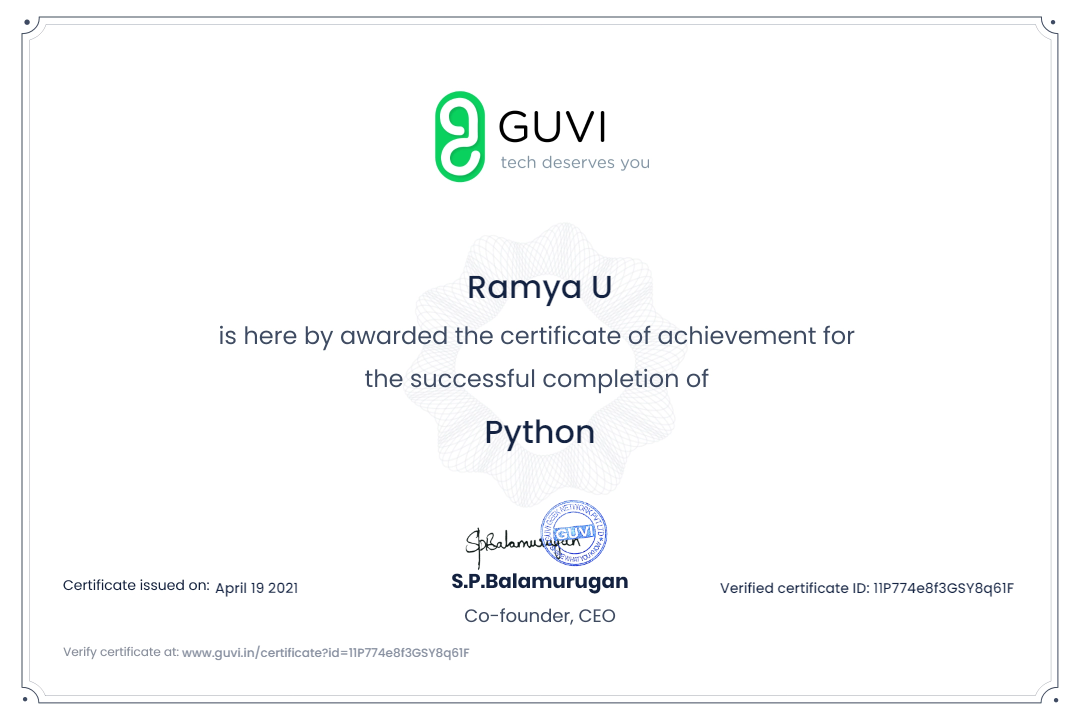 GUVI
tech deserves you
Ramya U
is here by awarded the certificate of achievement for
the successful completion of
Python
GUVI
S.P.Balamurugan
Co-founder, CEO
Certificate issued on: April 19 2021
Verified certificate ID: 11P774e8f3GSY8q61F
Verify certificate at: www.guvi.in/certificate?id=11P774e8f3GSY8q61F